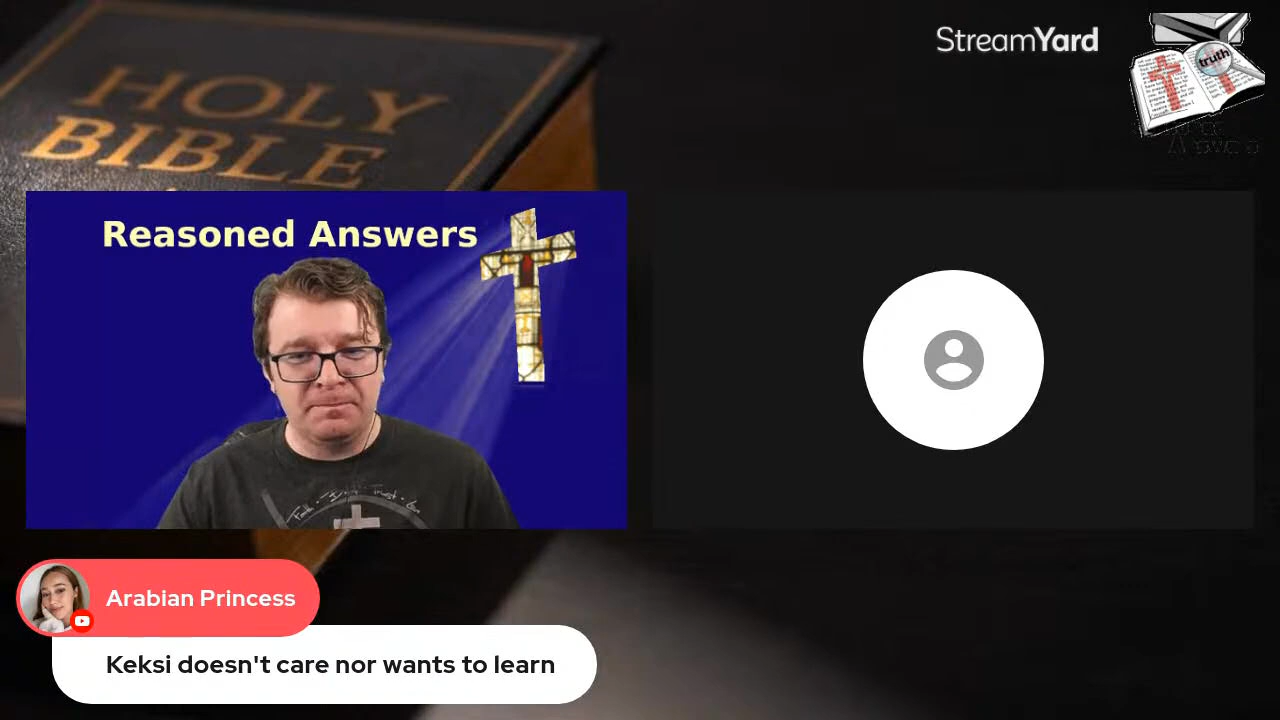 HOLY
BIBLE
StreamYard
truth
Reasoned Answers
Arabian Princess
Keksi doesn't care nor wants to learn